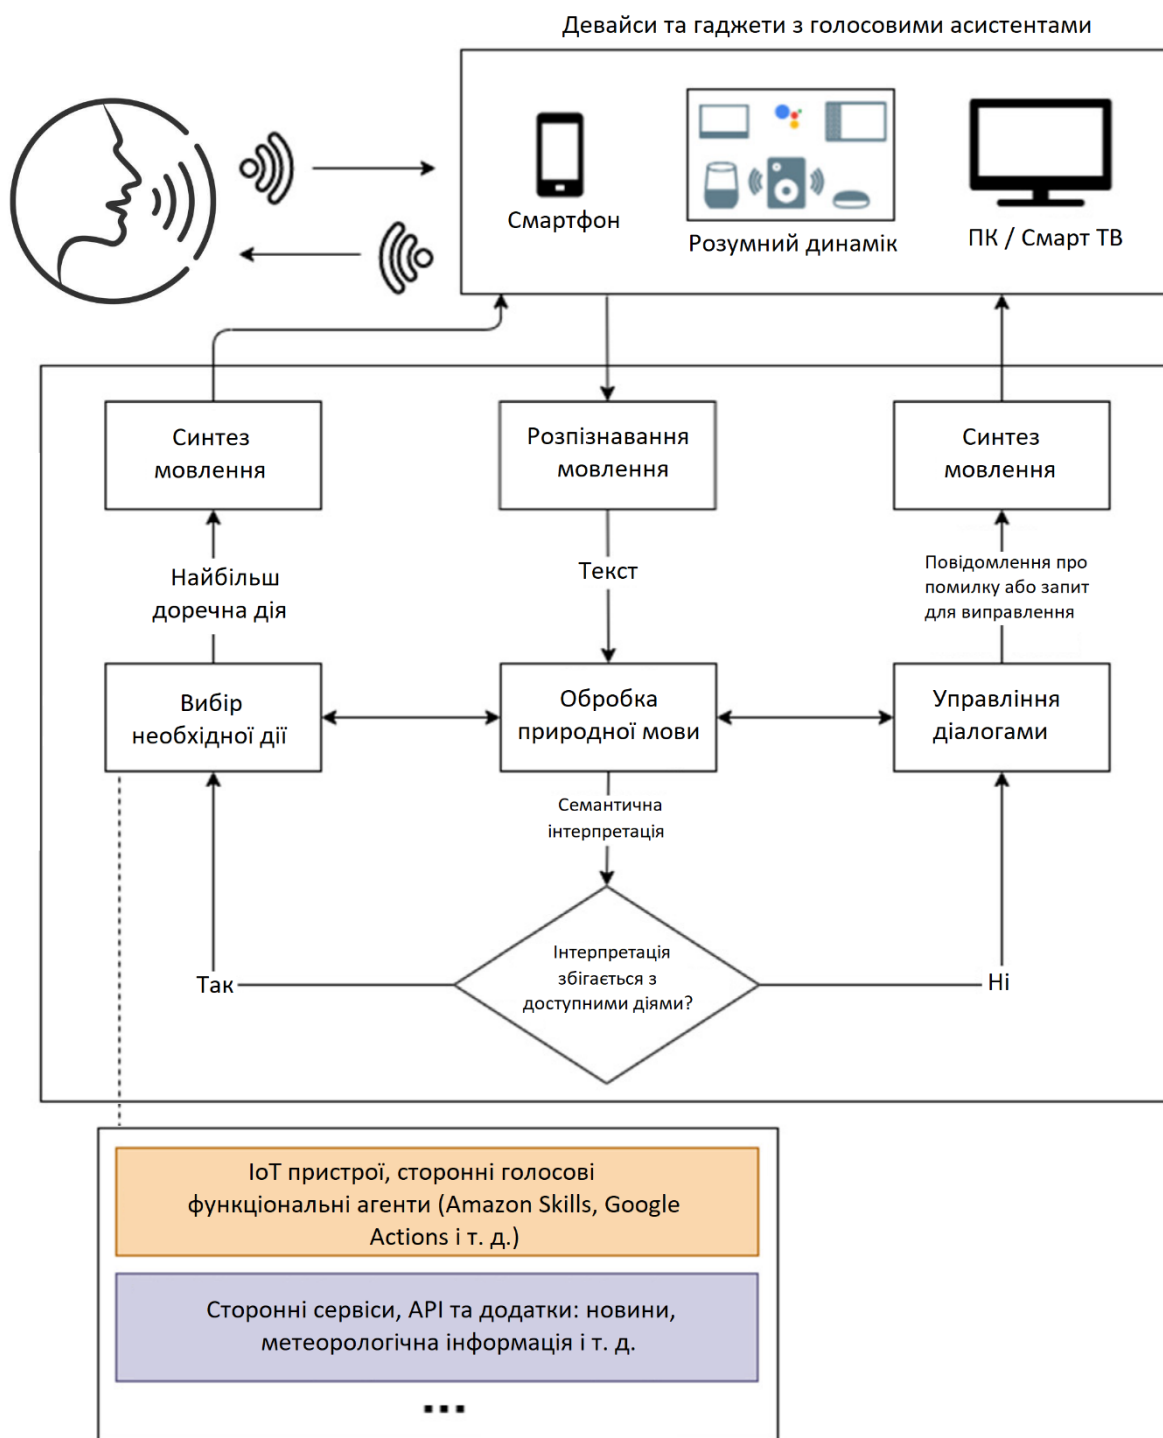 Девайси та гаджети з голосовими асистентами
Смартфон
Розумний динамік
ПК / Смарт ТВ
Синтез
мовлення
Розпізнавання
мовлення
Синтез
мовлення
Найбільш
доречна дія
Текст
Повідомлення про
помилку або запит
для виправлення
Вибір
необхідної дії
Обробка
природної мови
Управління
діалогами
Семантична
інтерпретація
Інтерпретація
збігається з
доступними діями?
Так
Ні
IoT пристрої, сторонні голосові
функціональні агенти (Amazon Skills, Google
Actions і т. д.)
Сторонні сервіси, API та додатки: новини,
метеорологічна інформація і т. д.
...